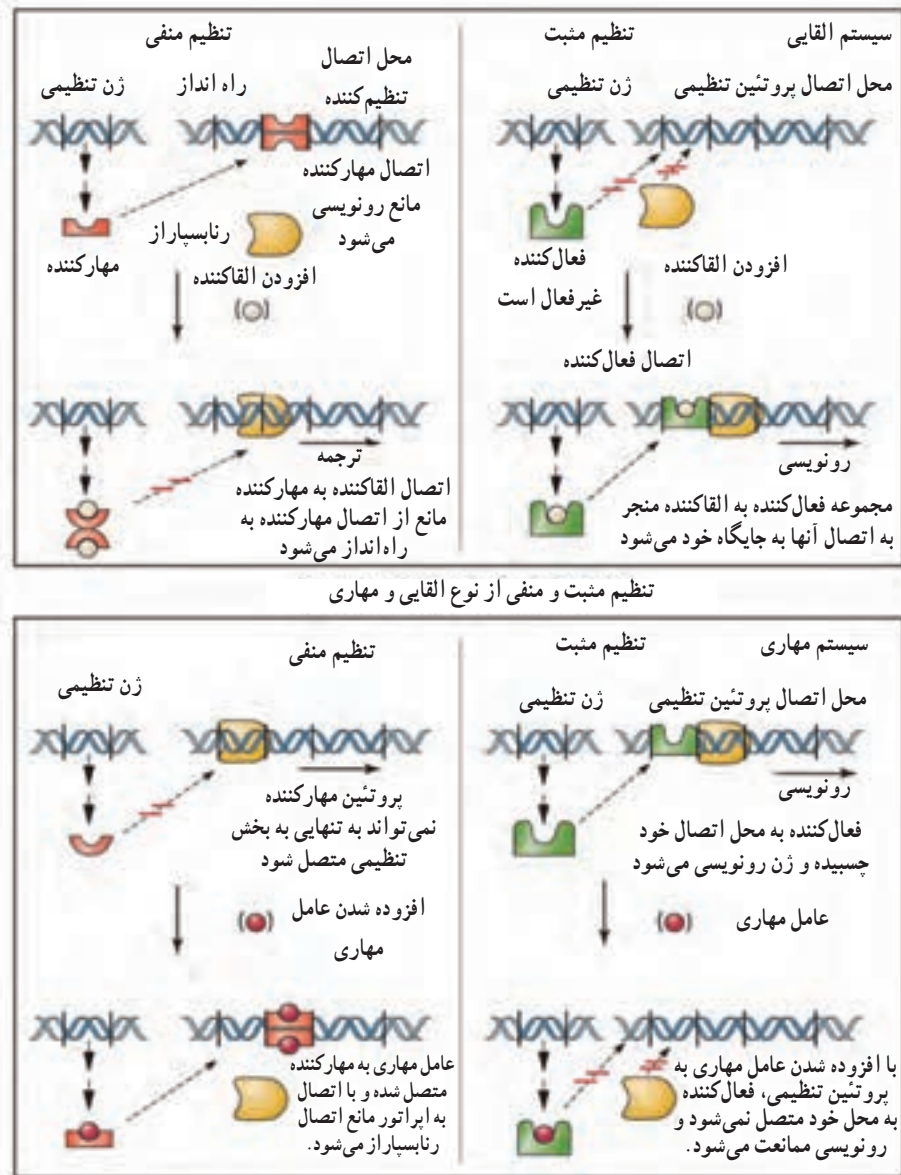 سیستم القایی
تنظیم مثبت
محل اتصال پروتئین تنظیمی
ژن تنظیمی
فعال‌کننده
غیرفعال است
افزودن القاکننده
اتصال فعال‌کننده
رونویسی
مجموعه فعال‌کننده به القاکننده منجر
به اتصال آنها به جایگاه خود می‌شود
تنظیم منفی
محل اتصال
تنظیم‌کننده
راه انداز
ژن تنظیمی
اتصال مهارکننده
مانع رونویسی
می‌شود
رنابسپاراز
مهارکننده
افزودن القاکننده
ترجمه
اتصال القاکننده به مهارکننده
مانع از اتصال مهارکننده به
راه‌انداز می‌شود
تنظیم مثبت و منفی از نوع القایی و مهاری
سیستم مهاری
تنظیم مثبت
محل اتصال پروتئین تنظیمی
ژن تنظیمی
رونویسی
فعال‌کننده به محل اتصال خود
چسبیده و ژن رونویسی می‌شود
عامل مهاری
با افزوده شدن عامل مهاری به
پروتئین تنظیمی، فعال‌کننده
به محل خود متصل نمی‌شود و
رونویسی ممانعت می‌شود.
تنظیم منفی
ژن تنظیمی
پروتئین مهارکننده
نمی‌تواند به تنهایی به بخش
تنظیمی متصل شود
افزوده شدن عامل
مهاری
عامل مهاری به مهارکننده
متصل شده و با اتصال
به اپراتور مانع اتصال
رنابسپاراز می‌شود.